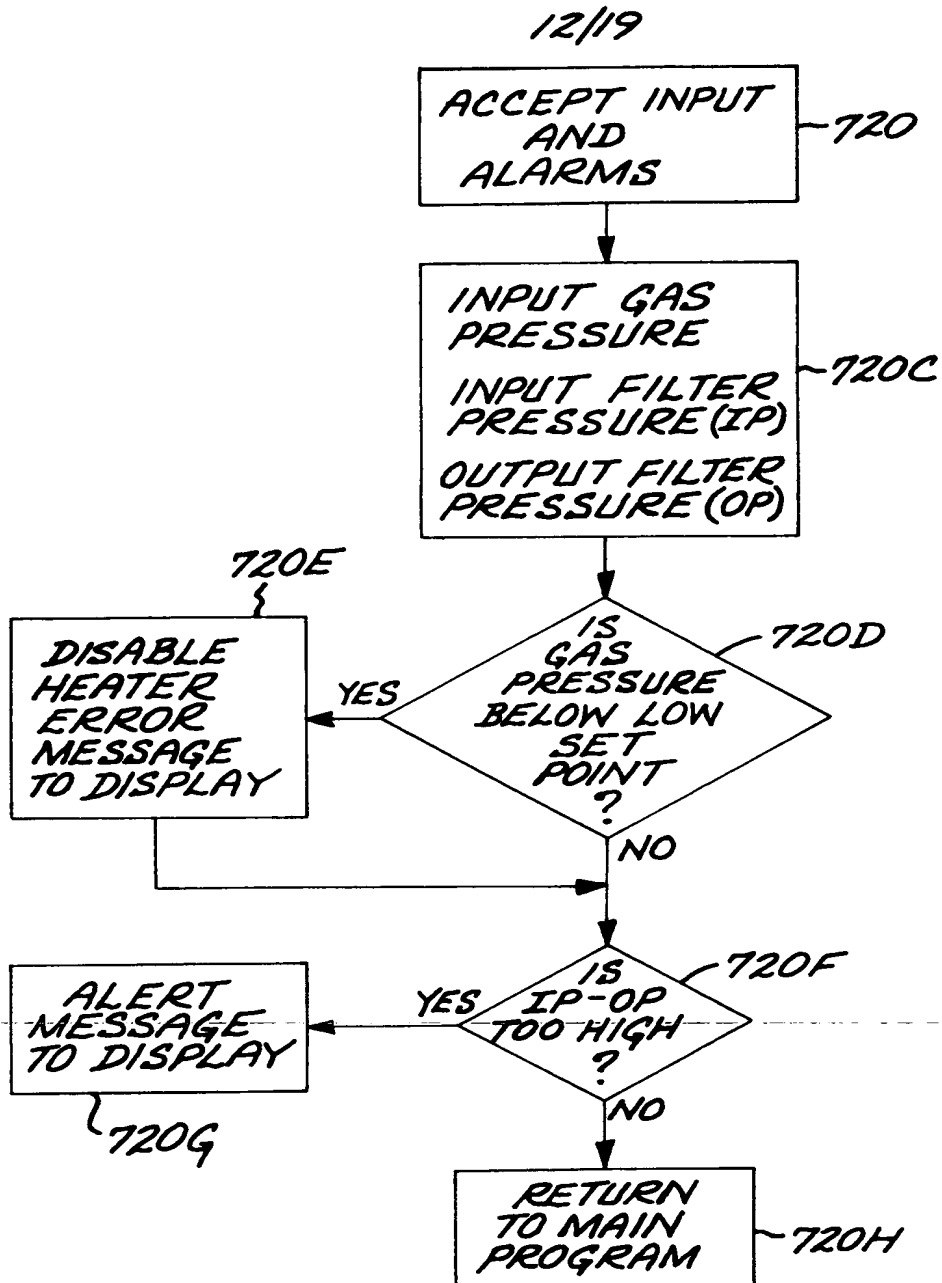 12/19
ACCEPT INPUT
AND
ALARMS
720
INPUT GAS
PRESSURE
INPUT FILTER
PRESSURE (IP)
OUTPUT FILTER
PRESSURE (OP)
720C
720E
DISABLE
HEATER
ERROR
MESSAGE
TO DISPLAY
YES
IS
GAS
PRESSURE
BELOW LOW
SET
POINT
?
720D
NO
ALERT
MESSAGE
TO DISPLAY
720G
YES
IS
IP-OP
TOO HIGH
?
720F
NO
RETURN
TO MAIN
PROGRAM
720H